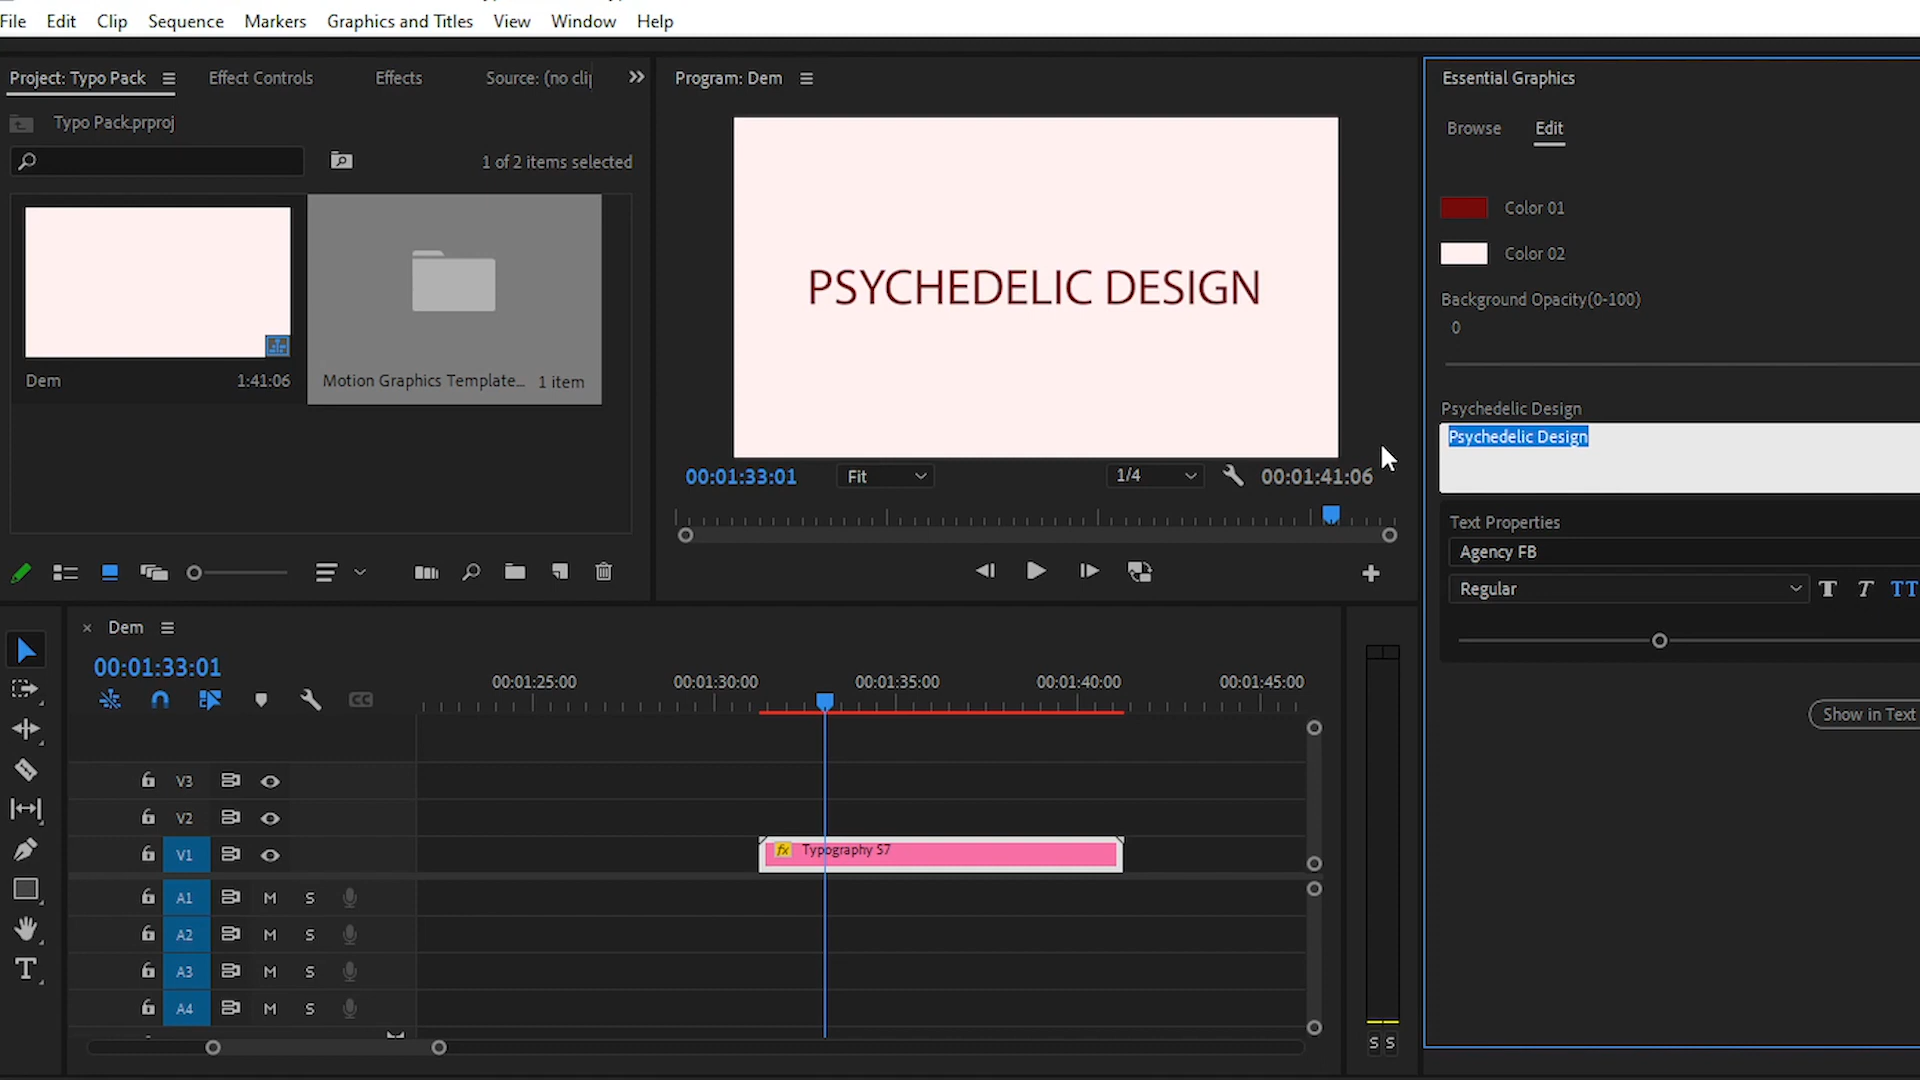 File Edit Clip Sequence Markers Graphics and Titles View Window Help
Project: Typo Pack Effect Controls Effects Source: (no cli
Typo Pack.prproj
1 of 2 items selected
Dem 1:41:06
Motion Graphics Template... 1 item
Program: Dem
PSYCHEDELIC DESIGN
00:01:33:01 Fit 1/4 00:01:41:06
Essential Graphics
Browse Edit
Color 01
Color 02
Background Opacity(0-100)
0
Psychedelic Design
Psychedelic Design
Text Properties
Agency FB
Regular T T TT
Show in Text
× Dem
00:01:33:01
00:01:25:00 00:01:30:00 00:01:35:00 00:01:40:00 00:01:45:00
CC
V3
V2
V1
fx Typography S7
A1 M S
A2 M S
A3 M S
A4 M S
S S